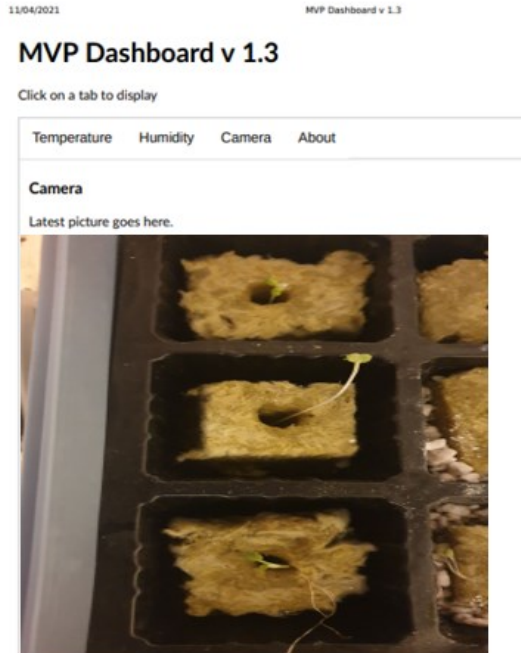 11/04/2021 MVP Dashboard v 1.3
MVP Dashboard v 1.3
Click on a tab to display
Temperature Humidity Camera About
Camera
Latest picture goes here.